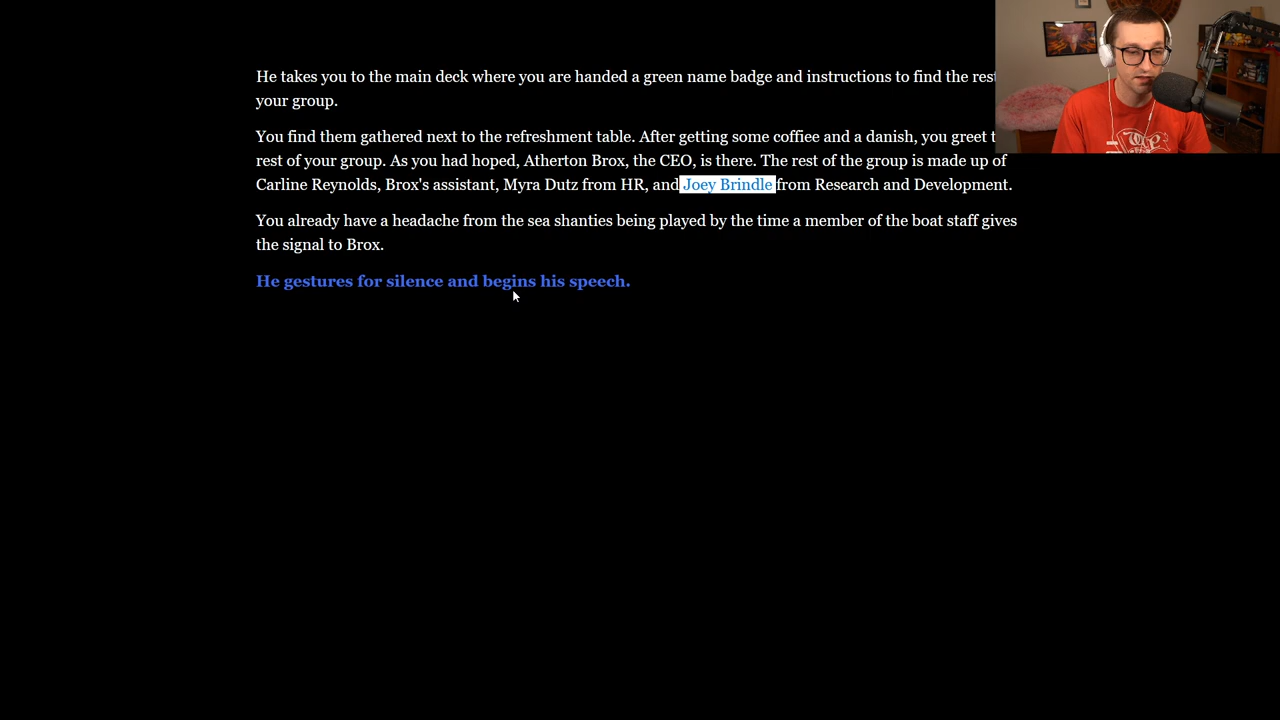 He takes you to the main deck where you are handed a green name badge and instructions to find the rest
your group.
You find them gathered next to the refreshment table. After getting some coffiee and a danish, you greet
rest of your group. As you had hoped, Atherton Brox, the CEO, is there. The rest of the group is made up of
Carline Reynolds, Brox's assistant, Myra Dutz from HR, and Joey Brindle from Research and Development.
You already have a headache from the sea shanties being played by the time a member of the boat staff gives
the signal to Brox.
He gestures for silence and begins his speech.